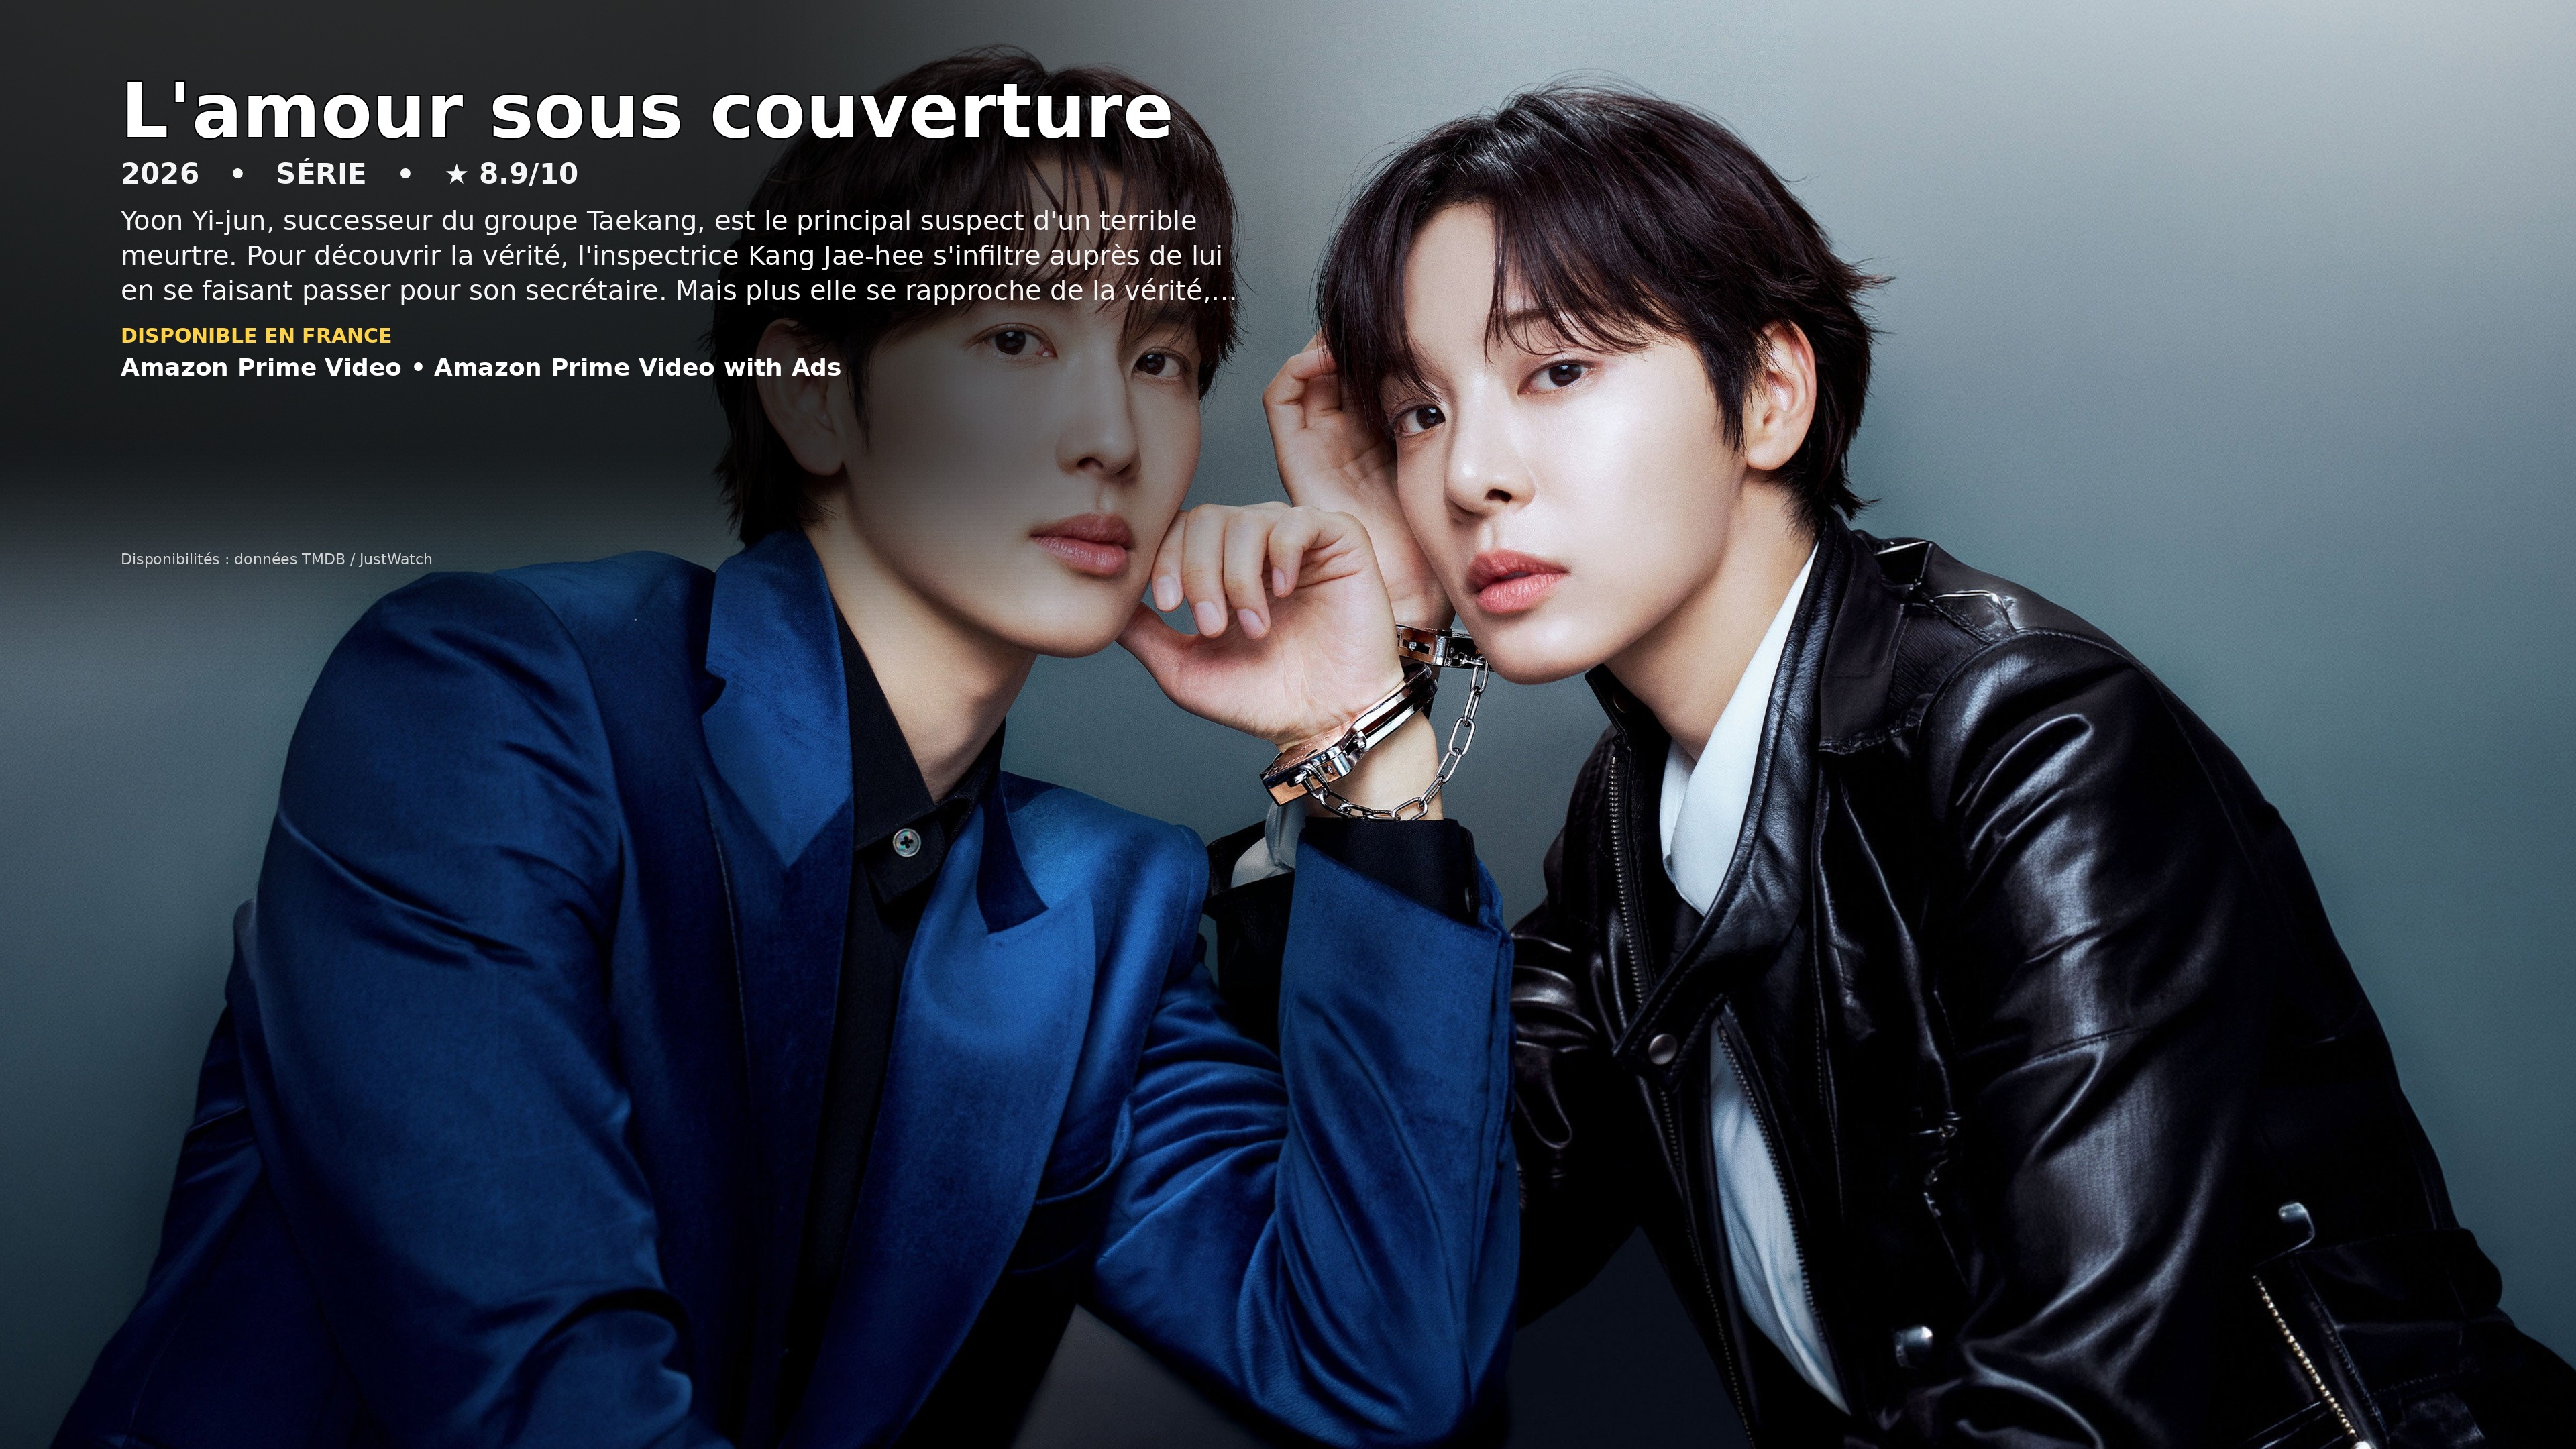 L'amour sous couverture
2026 • SÉRIE • ★ 8.9/10
Yoon Yi-jun, successeur du groupe Taekang, est le principal suspect d'un terrible
meurtre. Pour découvrir la vérité, l'inspectrice Kang Jae-hee s'infiltre auprès de lui
en se faisant passer pour son secrétaire. Mais plus elle se rapproche de la vérité,...
DISPONIBLE EN FRANCE
Amazon Prime Video • Amazon Prime Video with Ads
Disponibilités : données TMDB / JustWatch